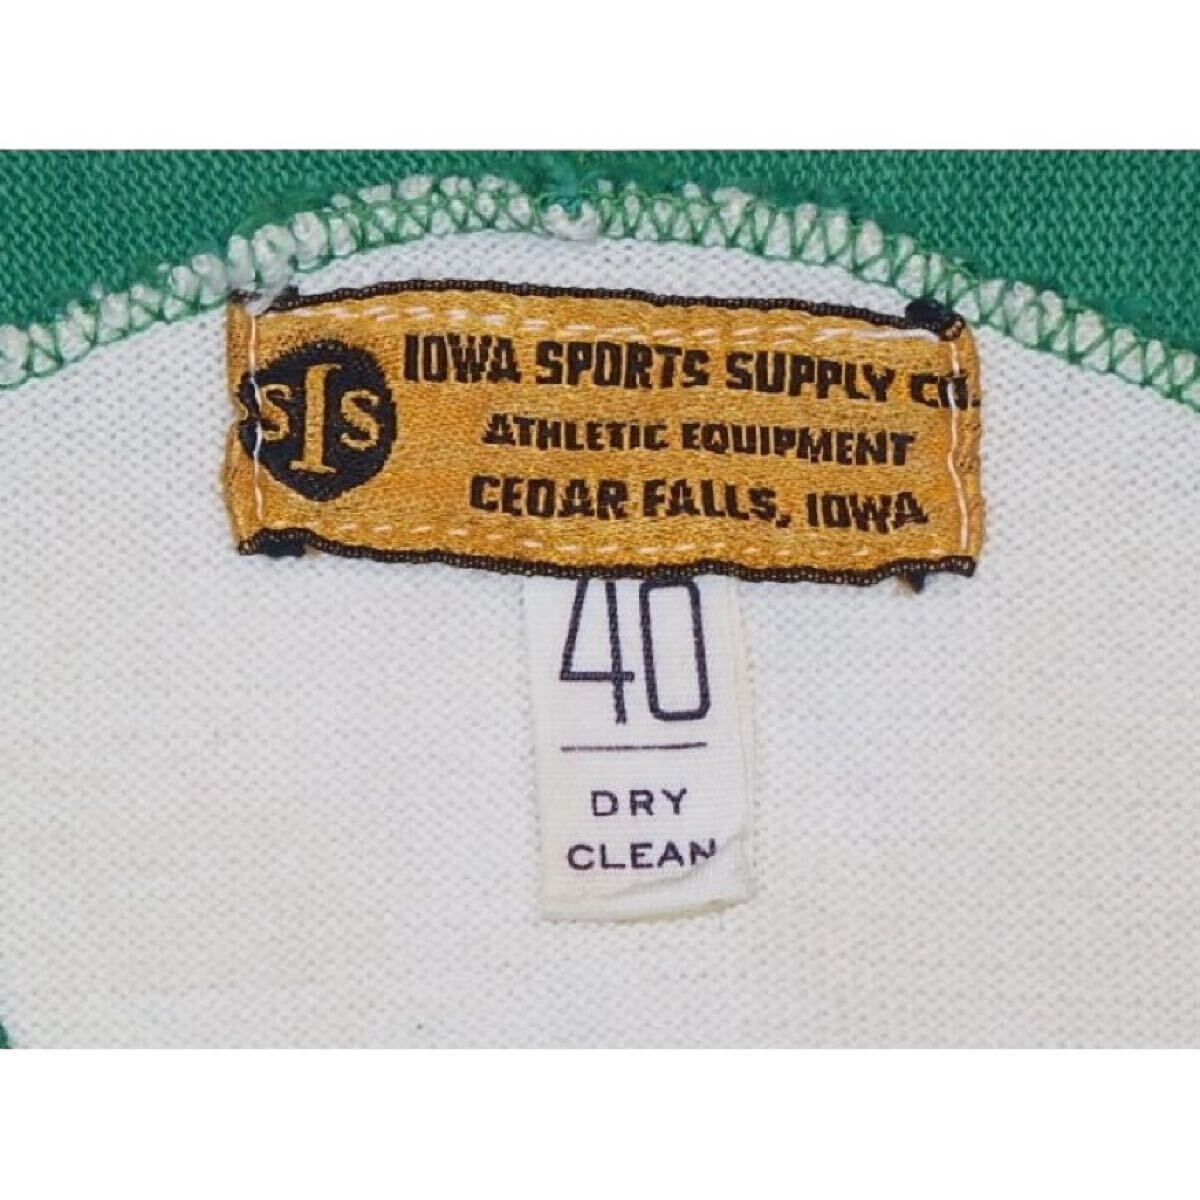 SIS
IOWA SPORTS SUPPLY CO.
ATHLETIC EQUIPMENT
CEDAR FALLS, IOWA
40
DRY
CLEAN